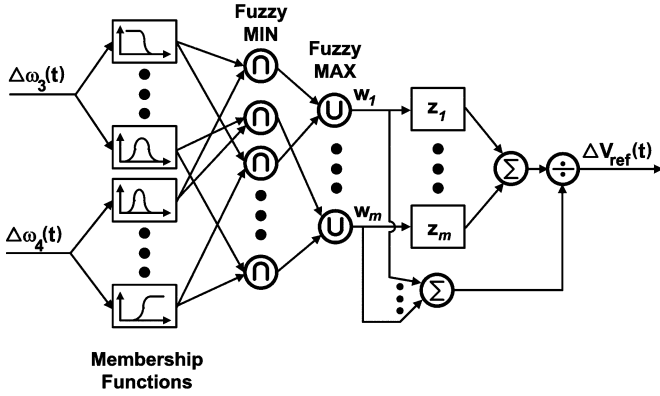 Fuzzy
MIN
Fuzzy
MAX
Δω3(t)
∩
∩
∩
∩
∪
∪
w1
wm
z1
zm
Σ
÷
ΔVref(t)
Δω4(t)
Σ
Membership
Functions